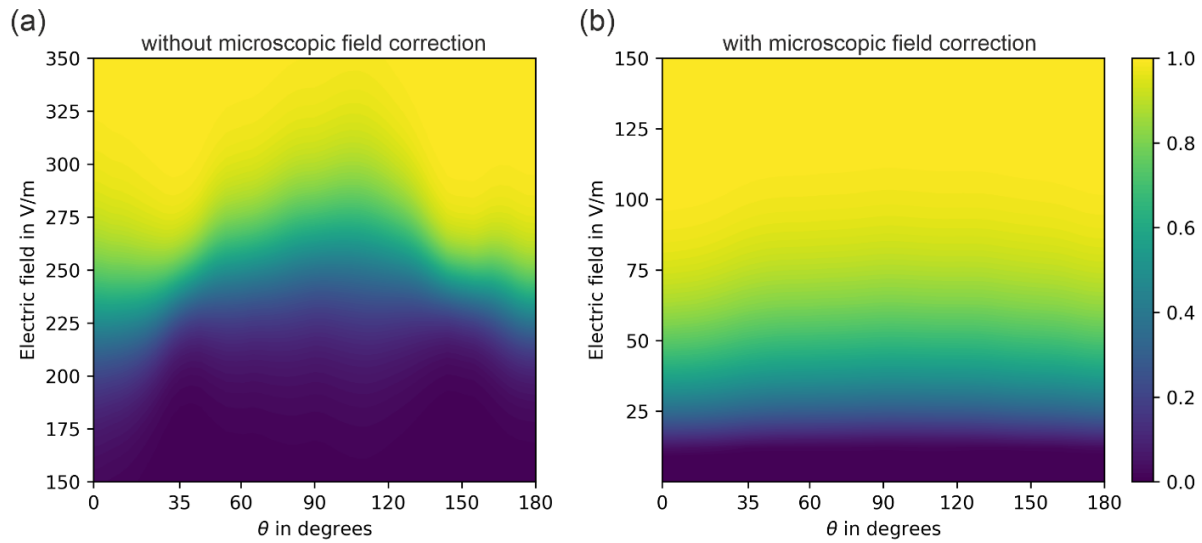 (a)
without microscopic field correction
350
325
300
275
250
225
200
175
150
Electric field in V/m
0 35 60 90 120 150 180
θ in degrees
(b)
with microscopic field correction
150
125
100
75
50
25
Electric field in V/m
0 35 60 90 120 150 180
θ in degrees
1.0
0.8
0.6
0.4
0.2
0.0